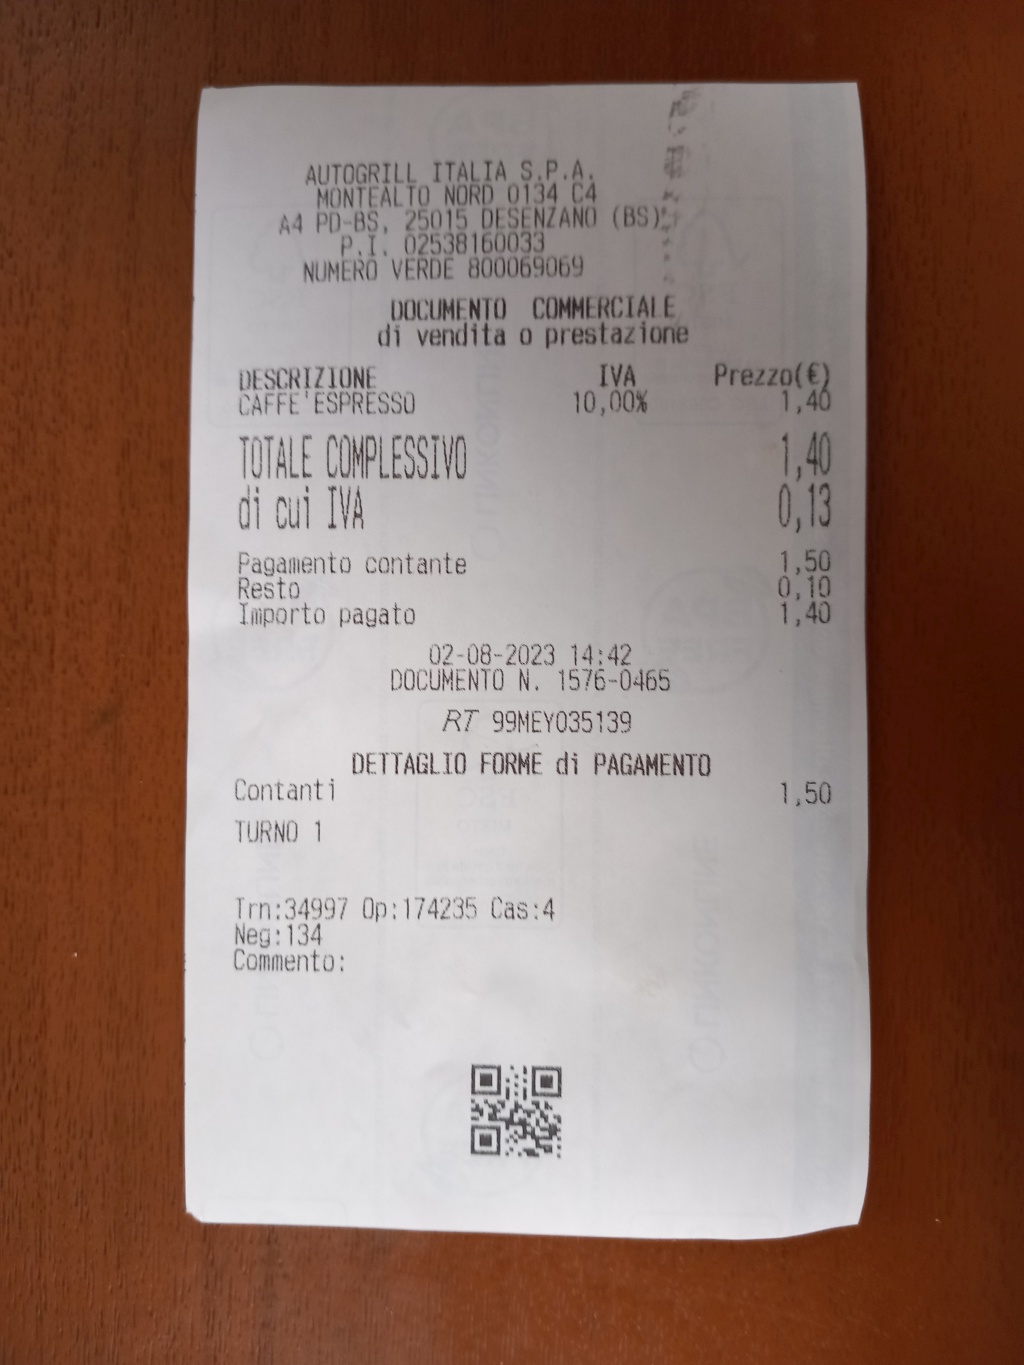 AUTOGRILL ITALIA S.P.A.
MONTEALTO NORD 0134 C4
A4 PD-BS, 25015 DESENZANO (BS)
P.I. 02538160033
NUMERO VERDE 800069069
DOCUMENTO COMMERCIALE
di vendita o prestazione
DESCRIZIONE IVA Prezzo(€)
CAFFE'ESPRESSO 10,00% 1,40
TOTALE COMPLESSIVO 1,40
di cui IVA 0,13
Pagamento contante 1,50
Resto 0,10
Importo pagato 1,40
02-08-2023 14:42
DOCUMENTO N. 1576-0465
RT 99MEY035139
DETTAGLIO FORME di PAGAMENTO
Contanti 1,50
TURNO 1
Trn:34997 Op:174235 Cas:4
Neg:134
Commento: